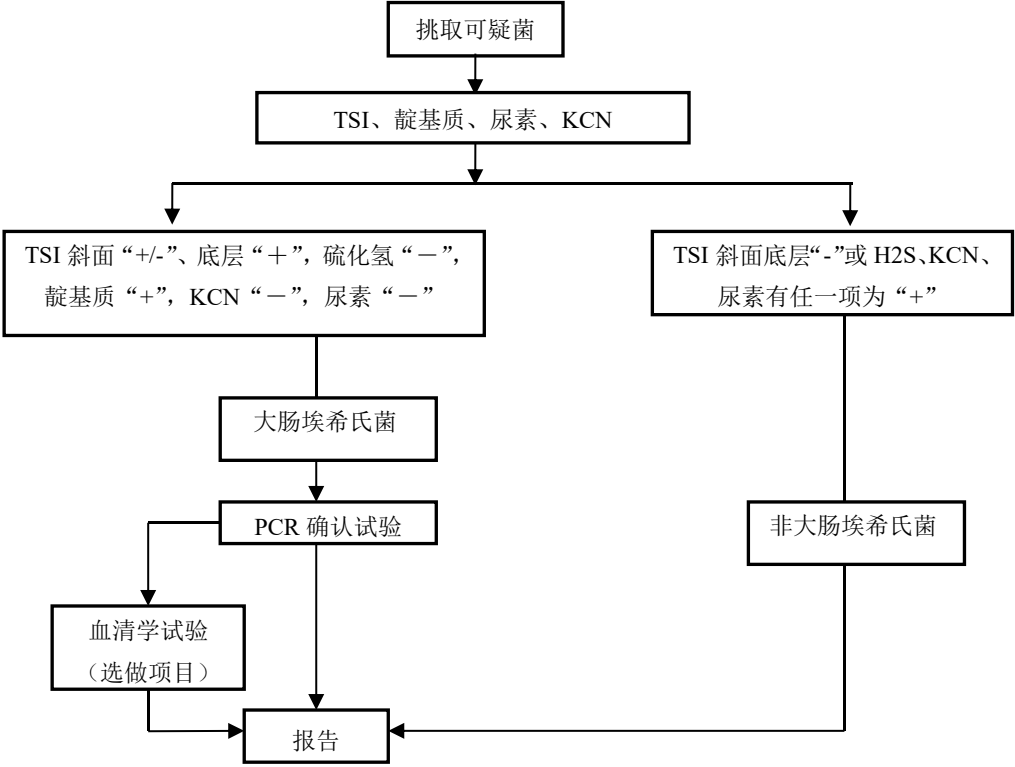 挑取可疑菌
TSI、靛基质、尿素、KCN
TSI 斜面“+/-”、底层“＋”，硫化氢“－”，
靛基质“+”，KCN“－”，尿素“－”
TSI 斜面底层“-”或 H2S、KCN、
尿素有任一项为“+”
大肠埃希氏菌
PCR 确认试验
非大肠埃希氏菌
血清学试验
（选做项目）
报告